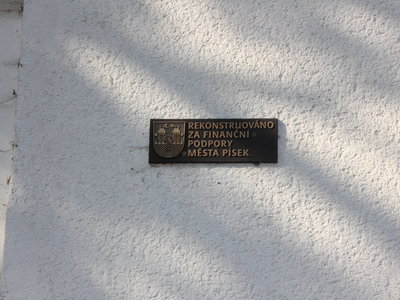 REKONSTRUOVÁNO
ZA FINANČNÍ
PODPORY
MĚSTA PÍSEK